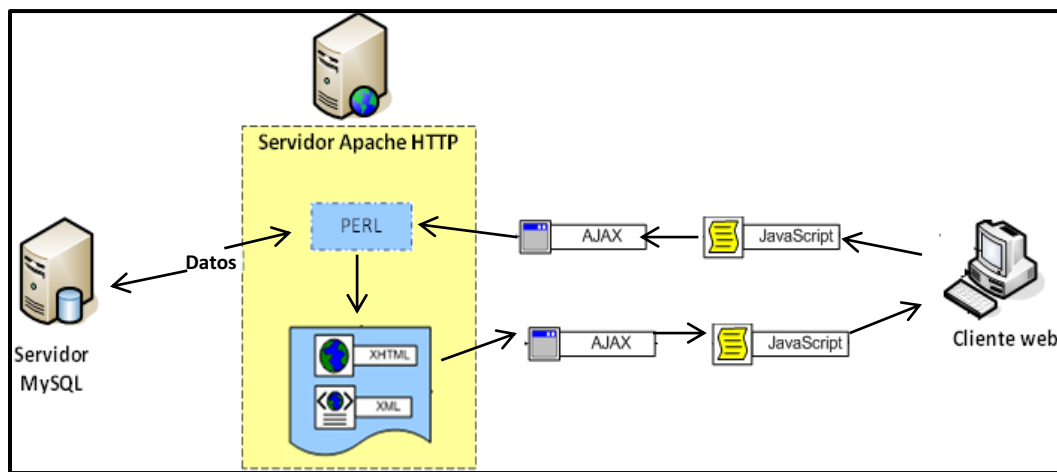 Servidor Apache HTTP
PERL
AJAX
JavaScript
Datos
Servidor
MySQL
XHTML
XML
AJAX
JavaScript
Cliente web